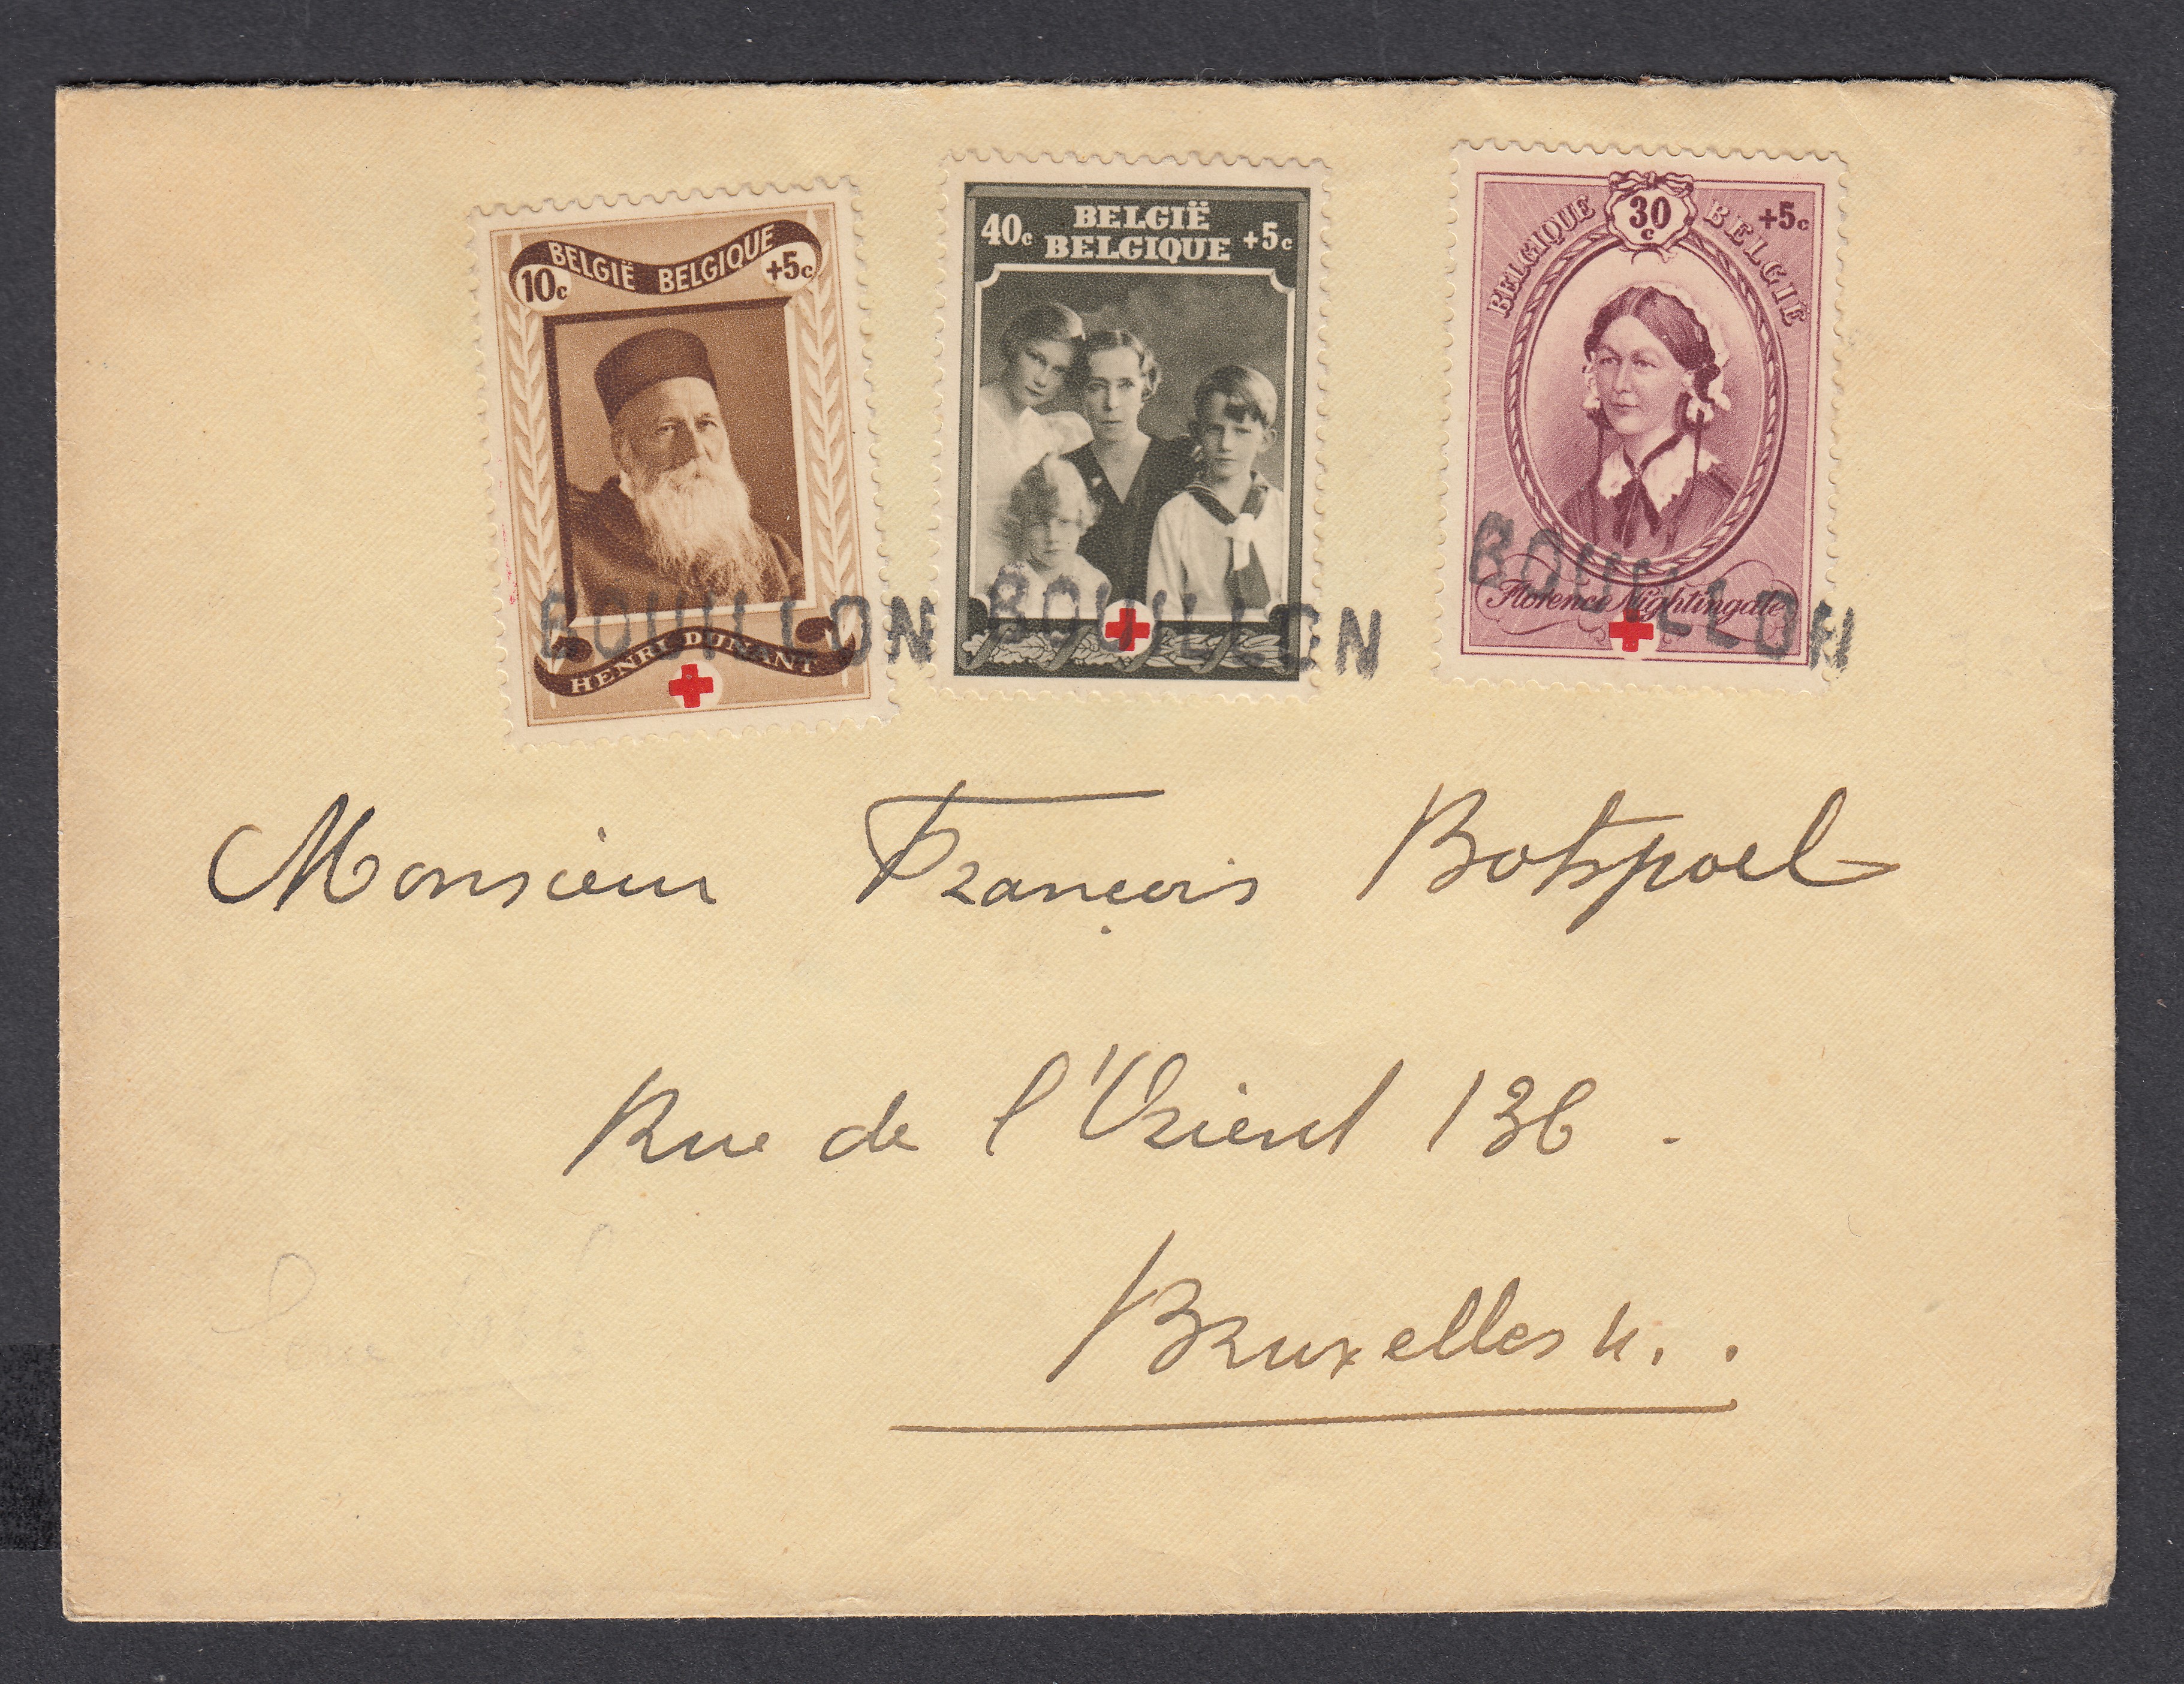 10c BELGIË BELGIQUE +5c
HENRI DUNANT
BOUILLON
40c BELGIË +5c
BELGIQUE
BOUILLON
BELGIQUE 30c BELGIË +5c
Florence Nightingale
BOUILLON
Monsieur François Botspoel
Rue de l'Orient 136.
Bruxelles 4..